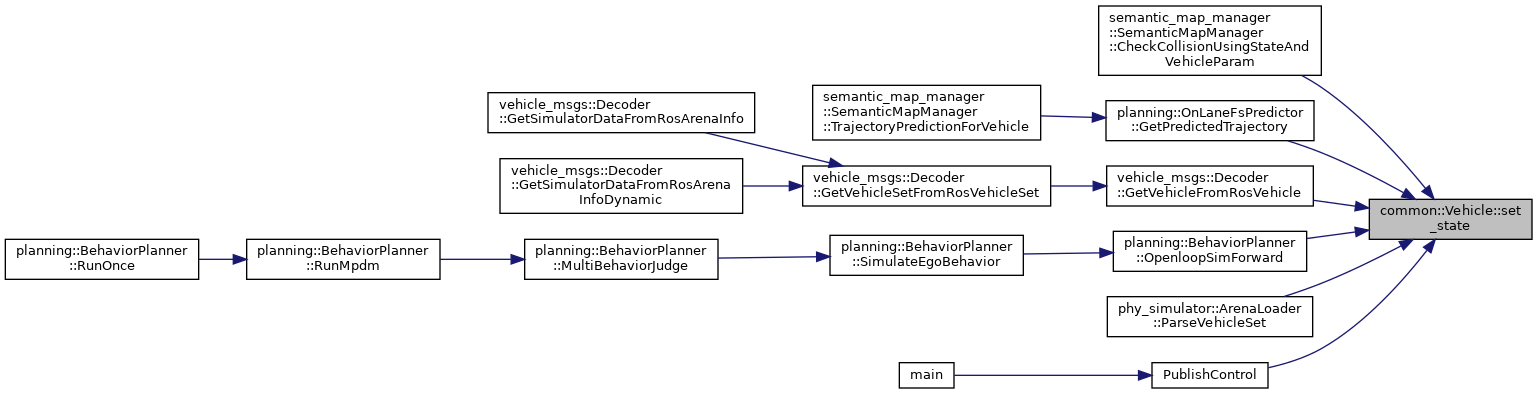 semantic_map_manager
::SemanticMapManager
::CheckCollisionUsingStateAnd
VehicleParam
vehicle_msgs::Decoder
::GetSimulatorDataFromRosArenaInfo
semantic_map_manager
::SemanticMapManager
::TrajectoryPredictionForVehicle
planning::OnLaneFsPredictor
::GetPredictedTrajectory
vehicle_msgs::Decoder
::GetSimulatorDataFromRosArena
InfoDynamic
vehicle_msgs::Decoder
::GetVehicleSetFromRosVehicleSet
vehicle_msgs::Decoder
::GetVehicleFromRosVehicle
common::Vehicle::set
_state
planning::BehaviorPlanner
::RunOnce
planning::BehaviorPlanner
::RunMpdm
planning::BehaviorPlanner
::MultiBehaviorJudge
planning::BehaviorPlanner
::SimulateEgoBehavior
planning::BehaviorPlanner
::OpenloopSimForward
phy_simulator::ArenaLoader
::ParseVehicleSet
main
PublishControl